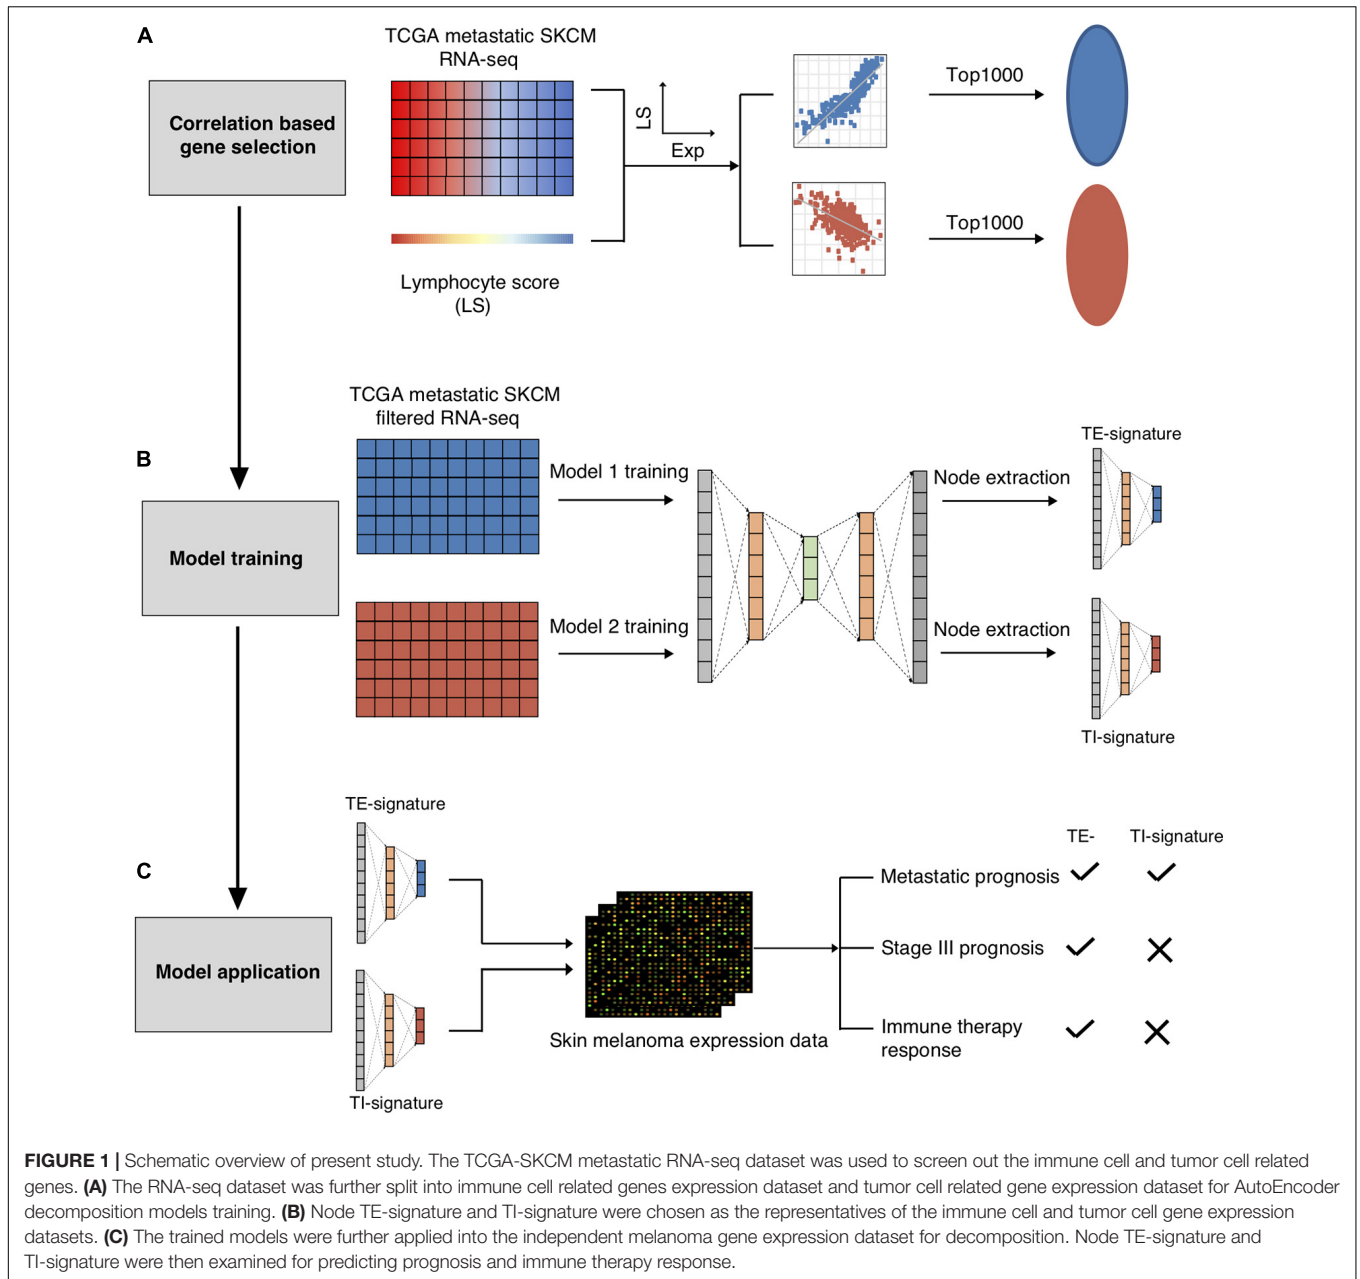 A
TCGA metastatic SKCM
RNA-seq
Correlation based
gene selection
LS
Exp
Top1000
Top1000
Lymphocyte score
(LS)
TCGA metastatic SKCM
filtered RNA-seq
B
Model training
Model 1 training
Model 2 training
Node extraction
Node extraction
TE-signature
TI-signature
TE-signature
C
Model application
TI-signature
Skin melanoma expression data
TE-
TI-signature
Metastatic prognosis
Stage III prognosis
Immune therapy
response
FIGURE 1 | Schematic overview of present study. The TCGA-SKCM metastatic RNA-seq dataset was used to screen out the immune cell and tumor cell related
genes. (A) The RNA-seq dataset was further split into immune cell related genes expression dataset and tumor cell related gene expression dataset for AutoEncoder
decomposition models training. (B) Node TE-signature and TI-signature were chosen as the representatives of the immune cell and tumor cell gene expression
datasets. (C) The trained models were further applied into the independent melanoma gene expression dataset for decomposition. Node TE-signature and
TI-signature were then examined for predicting prognosis and immune therapy response.